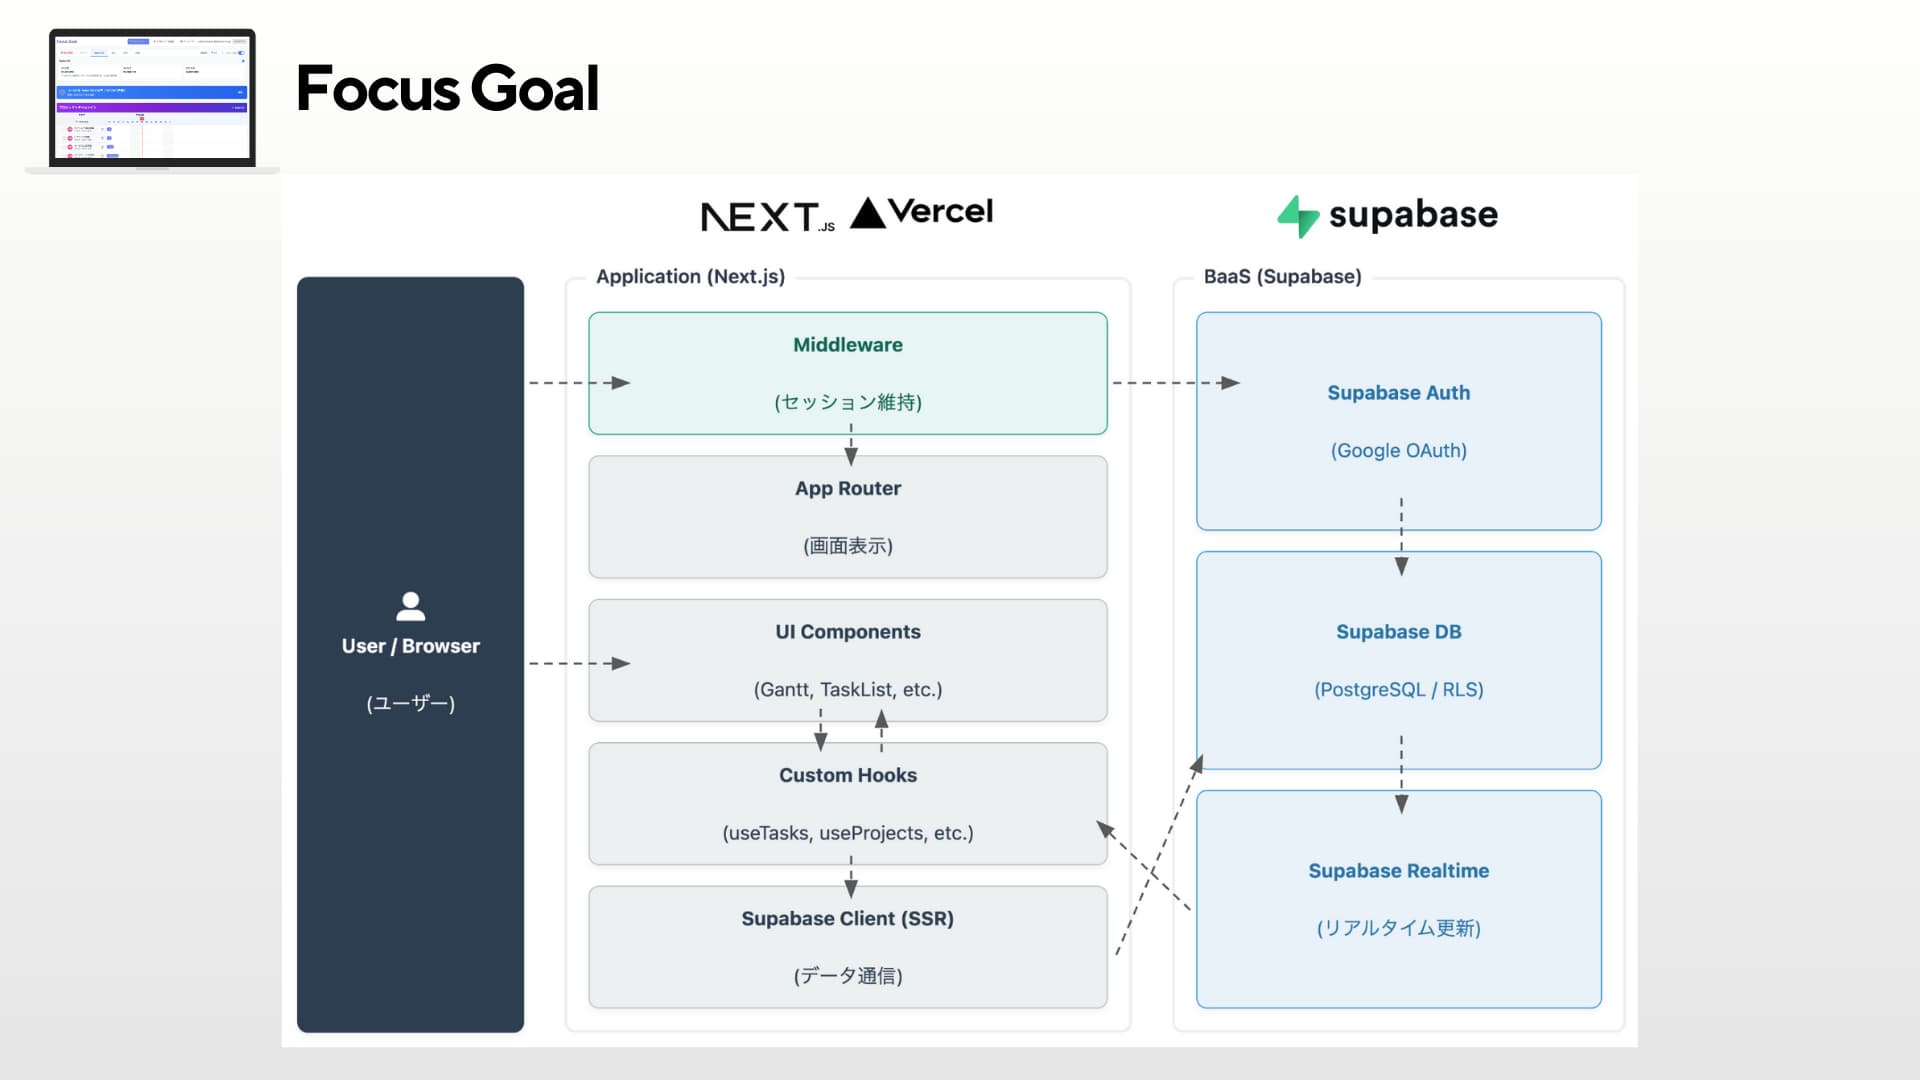 Focus Goal
NEXT.JS
Vercel
supabase
Application (Next.js)
BaaS (Supabase)
Middleware
(セッション維持)
App Router
(画面表示)
UI Components
(Gantt, TaskList, etc.)
Custom Hooks
(useTasks, useProjects, etc.)
Supabase Client (SSR)
(データ通信)
User / Browser
(ユーザー)
Supabase Auth
(Google OAuth)
Supabase DB
(PostgreSQL / RLS)
Supabase Realtime
(リアルタイム更新)